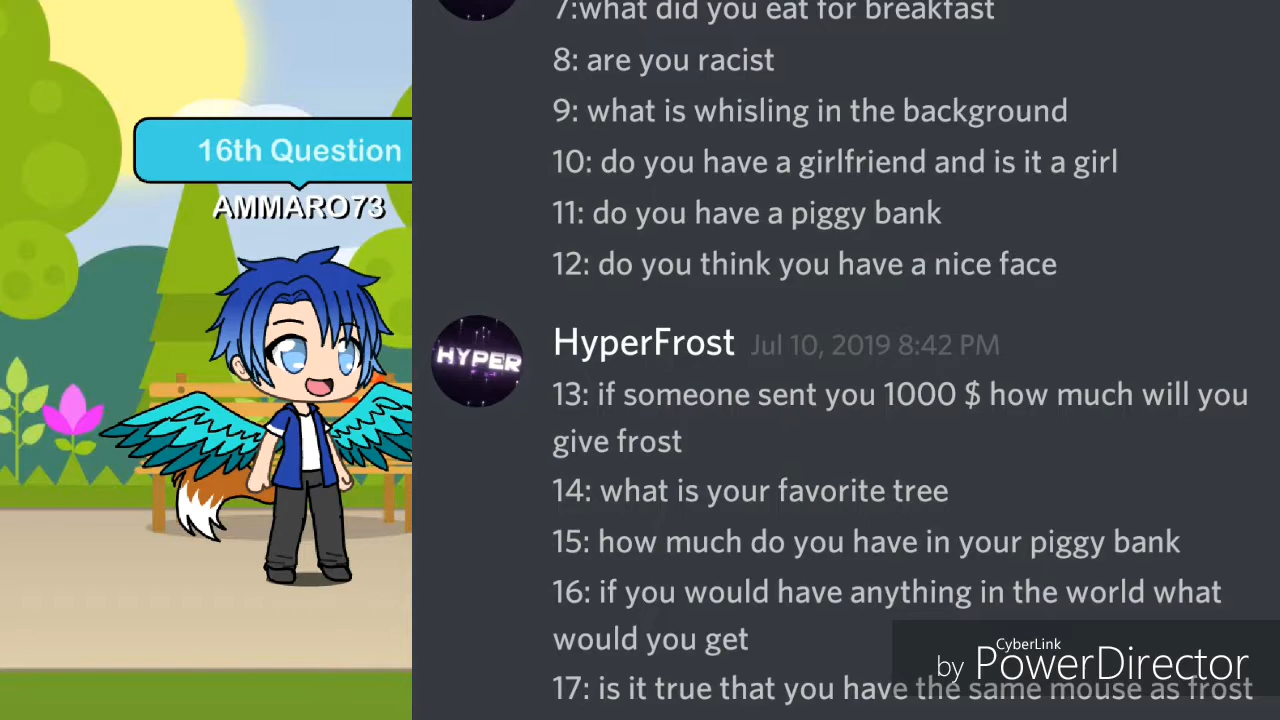 7:what did you eat for breakfast
8: are you racist
9: what is whisling in the background
10: do you have a girlfriend and is it a girl
11: do you have a piggy bank
12: do you think you have a nice face
16th Question
AMMARO73
HYPER
HyperFrost Jul 10, 2019 8:42 PM
13: if someone sent you 1000 $ how much will you
give frost
14: what is your favorite tree
15: how much do you have in your piggy bank
16: if you would have anything in the world what
would you get
17: is it true that you have the same mouse as frost
CyberLink
by PowerDirector